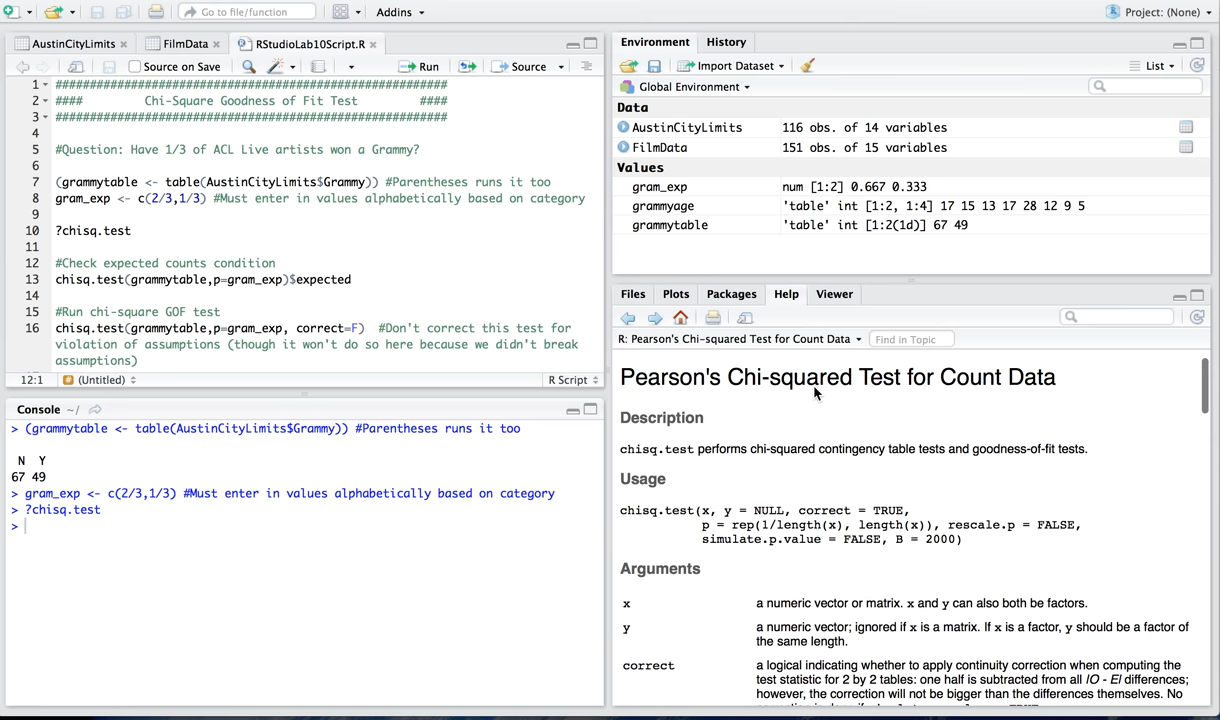 Go to file/function
Addins
Project: (None)
AustinCityLimits
FilmData
RStudioLab10Script.R
Source on Save
Run
Source
1 ##########################################################
2 #### Chi-Square Goodness of Fit Test ####
3 ##########################################################
4
5 #Question: Have 1/3 of ACL Live artists won a Grammy?
6
7 (grammytable <- table(AustinCityLimits$Grammy)) #Parentheses runs it too
8 gram_exp <- c(2/3,1/3) #Must enter in values alphabetically based on category
9
10 ?chisq.test
11
12 #Check expected counts condition
13 chisq.test(grammytable,p=gram_exp)$expected
14
15 #Run chi-square GOF test
16 chisq.test(grammytable,p=gram_exp, correct=F) #Don't correct this test for
violation of assumptions (though it won't do so here because we didn't break
assumptions)
12:1 (Untitled) R Script
Console ~/
> (grammytable <- table(AustinCityLimits$Grammy)) #Parentheses runs it too
N Y
67 49
> gram_exp <- c(2/3,1/3) #Must enter in values alphabetically based on category
> ?chisq.test
>
Environment History
Import Dataset List
Global Environment
Data
AustinCityLimits 116 obs. of 14 variables
FilmData 151 obs. of 15 variables
Values
gram_exp num [1:2] 0.667 0.333
grammyage 'table' int [1:2, 1:4] 17 15 13 17 28 12 9 5
grammytable 'table' int [1:2(1d)] 67 49
Files Plots Packages Help Viewer
R: Pearson's Chi-squared Test for Count Data Find in Topic
Pearson's Chi-squared Test for Count Data
Description
chisq.test performs chi-squared contingency table tests and goodness-of-fit tests.
Usage
chisq.test(x, y = NULL, correct = TRUE,
p = rep(1/length(x), length(x)), rescale.p = FALSE,
simulate.p.value = FALSE, B = 2000)
Arguments
x a numeric vector or matrix. x and y can also both be factors.
y a numeric vector; ignored if x is a matrix. If x is a factor, y should be a factor of
the same length.
correct a logical indicating whether to apply continuity correction when computing the
test statistic for 2 by 2 tables: one half is subtracted from all |O - E| differences;
however, the correction will not be bigger than the differences themselves. No